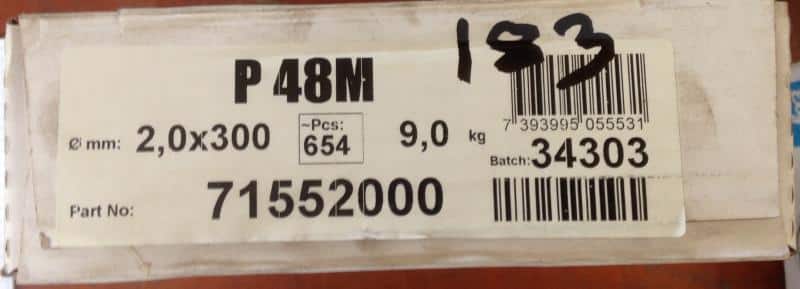 183
P 48M
7 393995 055531
Ø mm: 2,0x300 ~Pcs: 654 9,0 kg
Batch: 34303
Part No: 71552000